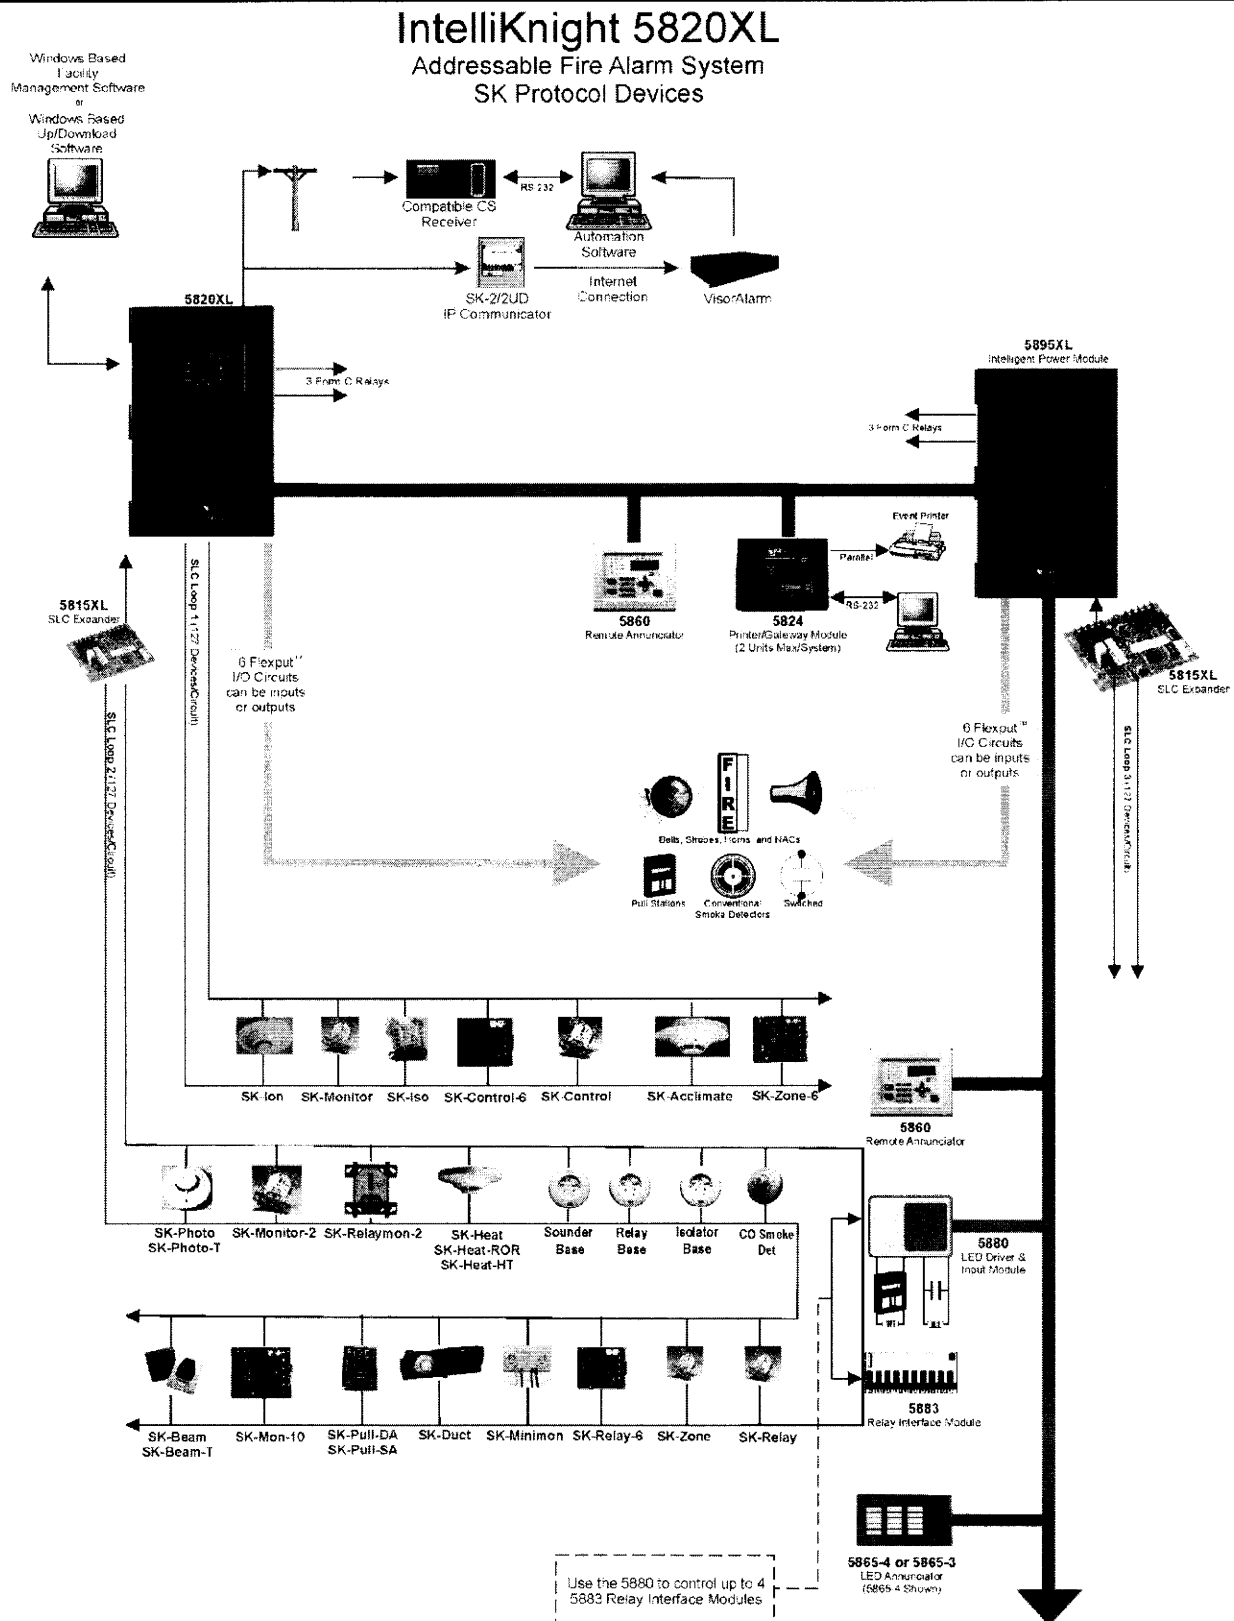 IntelliKnight 5820XL
Addressable Fire Alarm System
SK Protocol Devices
Windows Based
Facility
Management Software
or
Windows Based
Up/Download
Software
Compatible CS
Receiver
RS-232
Automation
Software
SK-2/2UD
IP Communicator
Internet
Connection
VisorAlarm
5820XL
3 Form C Relays
5895XL
Intelligent Power Module
3 Form C Relays
5860
Remote Annunciator
5824
Printer/Gateway Module
(2 Units Max/System)
Parallel
Event Printer
RS-232
5815XL
SLC Expander
SLC Loop 1 (127 Devices/Circuit)
SLC Loop 2 (127 Devices/Circuit)
6 Flexput™
I/O Circuits
can be inputs
or outputs
5815XL
SLC Expander
SLC Loop 3 (127 Devices/Circuit)
6 Flexput™
I/O Circuits
can be inputs
or outputs
FIRE
Bells, Strobes, Horns, and NACs
Pull Stations
Conventional
Smoke Detectors
Switched
SK-Ion
SK-Monitor
SK-Iso
SK-Control-6
SK-Control
SK-Acclimate
SK-Zone-6
5860
Remote Annunciator
SK-Photo
SK-Photo-T
SK-Monitor-2
SK-Relaymon-2
SK-Heat
SK-Heat-ROR
SK-Heat-HT
Sounder
Base
Relay
Base
Isolator
Base
CO Smoke
Det
5880
LED Driver &
Input Module
SK-Beam
SK-Beam-T
SK-Mon-10
SK-Pull-DA
SK-Pull-SA
SK-Duct
SK-Minimon
SK-Relay-6
SK-Zone
SK-Relay
5883
Relay Interface Module
5865-4 or 5865-3
LED Annunciator
(5865-4 Shown)
Use the 5880 to control up to 4
5883 Relay Interface Modules